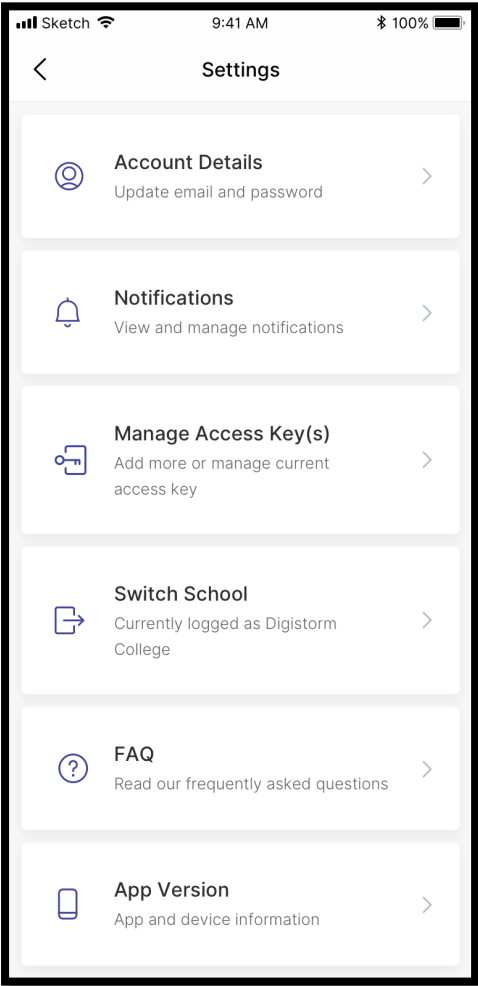 Sketch 9:41 AM 100%
Settings
Account Details
Update email and password
Notifications
View and manage notifications
Manage Access Key(s)
Add more or manage current
access key
Switch School
Currently logged as Digistorm
College
FAQ
Read our frequently asked questions
App Version
App and device information